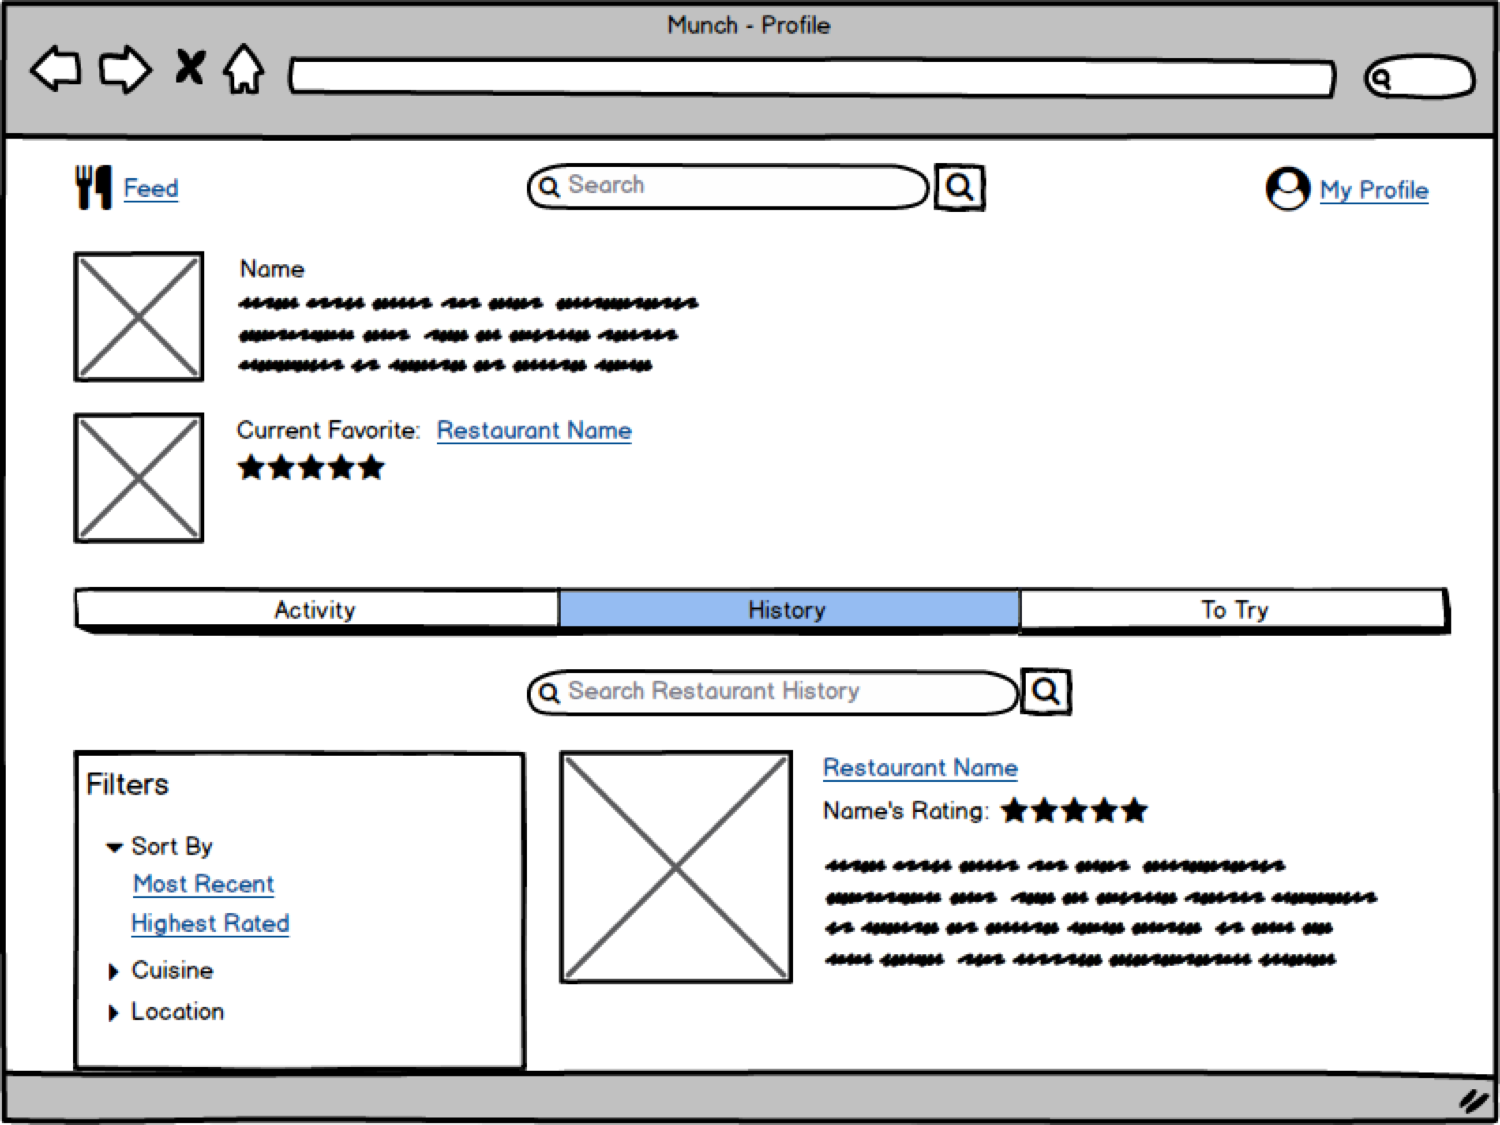 Munch - Profile
Feed
Search
My Profile
Name
Current Favorite: Restaurant Name
Activity
History
To Try
Search Restaurant History
Filters
Sort By
Most Recent
Highest Rated
Cuisine
Location
Restaurant Name
Name's Rating: